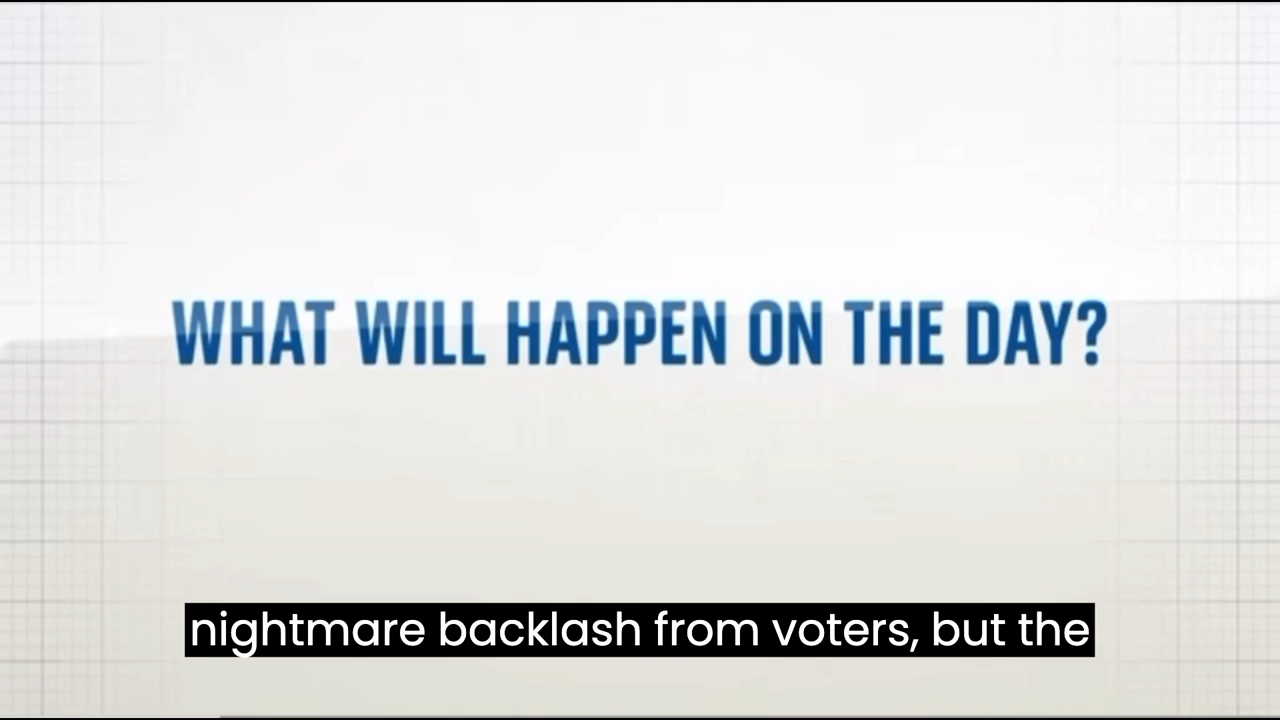 WHAT WILL HAPPEN ON THE DAY?
nightmare backlash from voters, but the